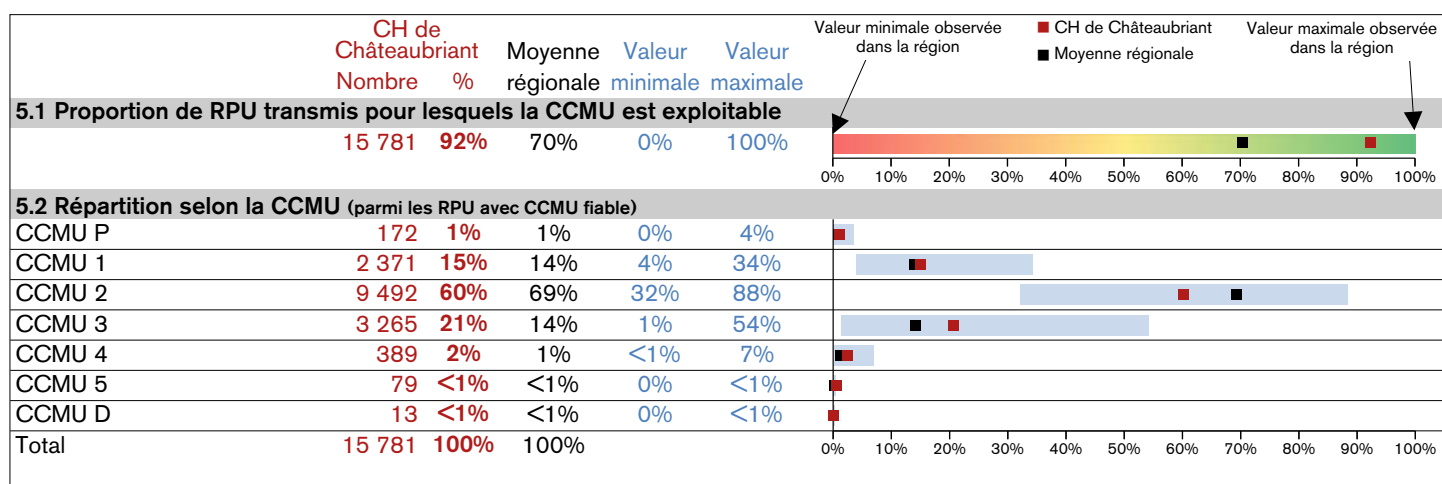 CH de Châteaubriant Moyenne régionale Valeur minimale Valeur maximale
Nombre %
Valeur minimale observée dans la région
CH de Châteaubriant
Moyenne régionale
Valeur maximale observée dans la région
5.1 Proportion de RPU transmis pour lesquels la CCMU est exploitable
15 781 92% 70% 0% 100%
0% 10% 20% 30% 40% 50% 60% 70% 80% 90% 100%
5.2 Répartition selon la CCMU (parmi les RPU avec CCMU fiable)
CCMU P 172 1% 1% 0% 4%
CCMU 1 2 371 15% 14% 4% 34%
CCMU 2 9 492 60% 69% 32% 88%
CCMU 3 3 265 21% 14% 1% 54%
CCMU 4 389 2% 1% <1% 7%
CCMU 5 79 <1% <1% 0% <1%
CCMU D 13 <1% <1% 0% <1%
Total 15 781 100% 100%
0% 10% 20% 30% 40% 50% 60% 70% 80% 90% 100%